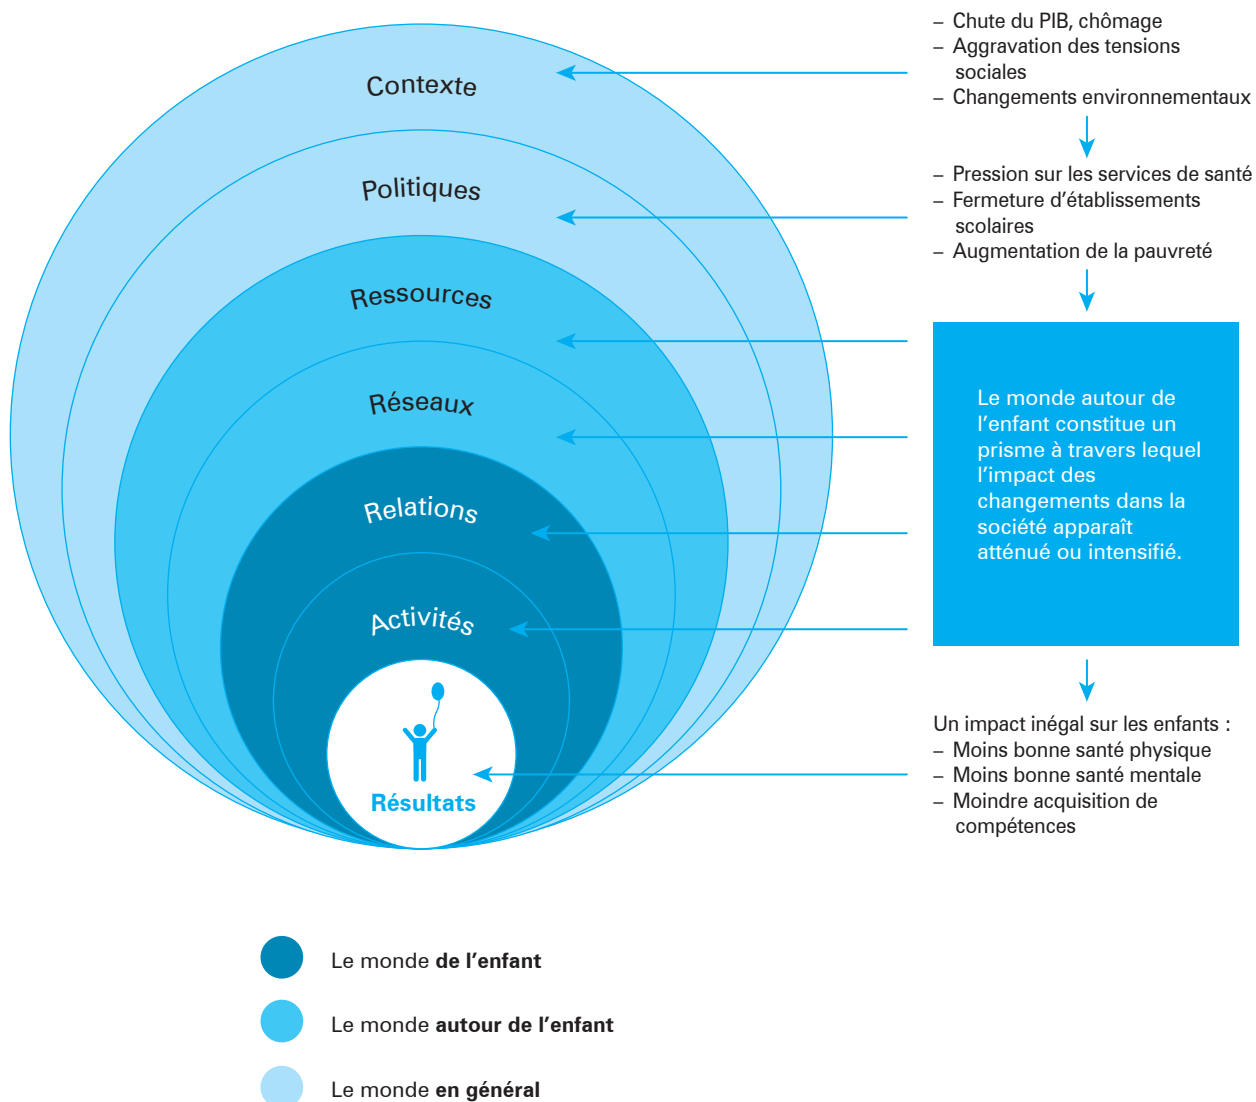 Contexte
Politiques
Ressources
Réseaux
Relations
Activités
Résultats
– Chute du PIB, chômage
– Aggravation des tensions
sociales
– Changements environnementaux
– Pression sur les services de santé
– Fermeture d’établissements
scolaires
– Augmentation de la pauvreté
Le monde autour de
l’enfant constitue un
prisme à travers lequel
l’impact des
changements dans la
société apparaît
atténué ou intensifié.
Un impact inégal sur les enfants :
– Moins bonne santé physique
– Moins bonne santé mentale
– Moindre acquisition de
compétences
Le monde de l’enfant
Le monde autour de l’enfant
Le monde en général